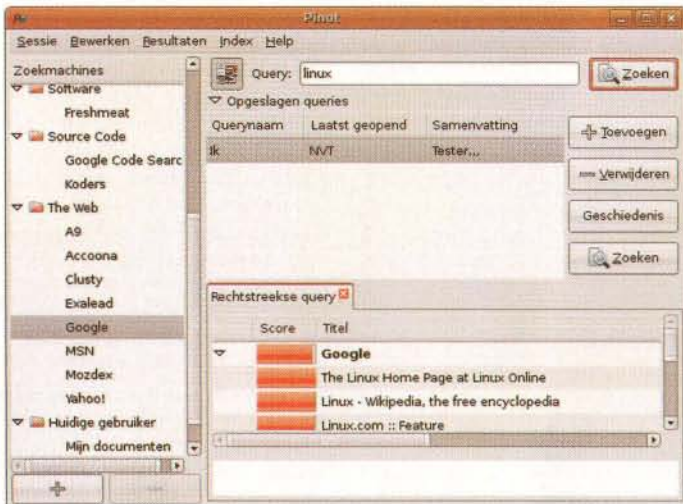 Pinot
Sessie Bewerken Resultaten Index Help
Zoekmachines
Software
Freshmeat
Source Code
Google Code Searc
Koders
The Web
A9
Accoona
Clusty
Exalead
Google
MSN
Mozdex
Yahoo!
Huidige gebruiker
Mijn documenten
Query: linux
Zoeken
Opgeslagen queries
Querynaam Laatst geopend Samenvatting
Ik NVT Tester...
Toevoegen
Verwijderen
Geschiedenis
Zoeken
Rechtstreekse query
Score Titel
Google
The Linux Home Page at Linux Online
Linux - Wikipedia, the free encyclopedia
Linux.com :: Feature